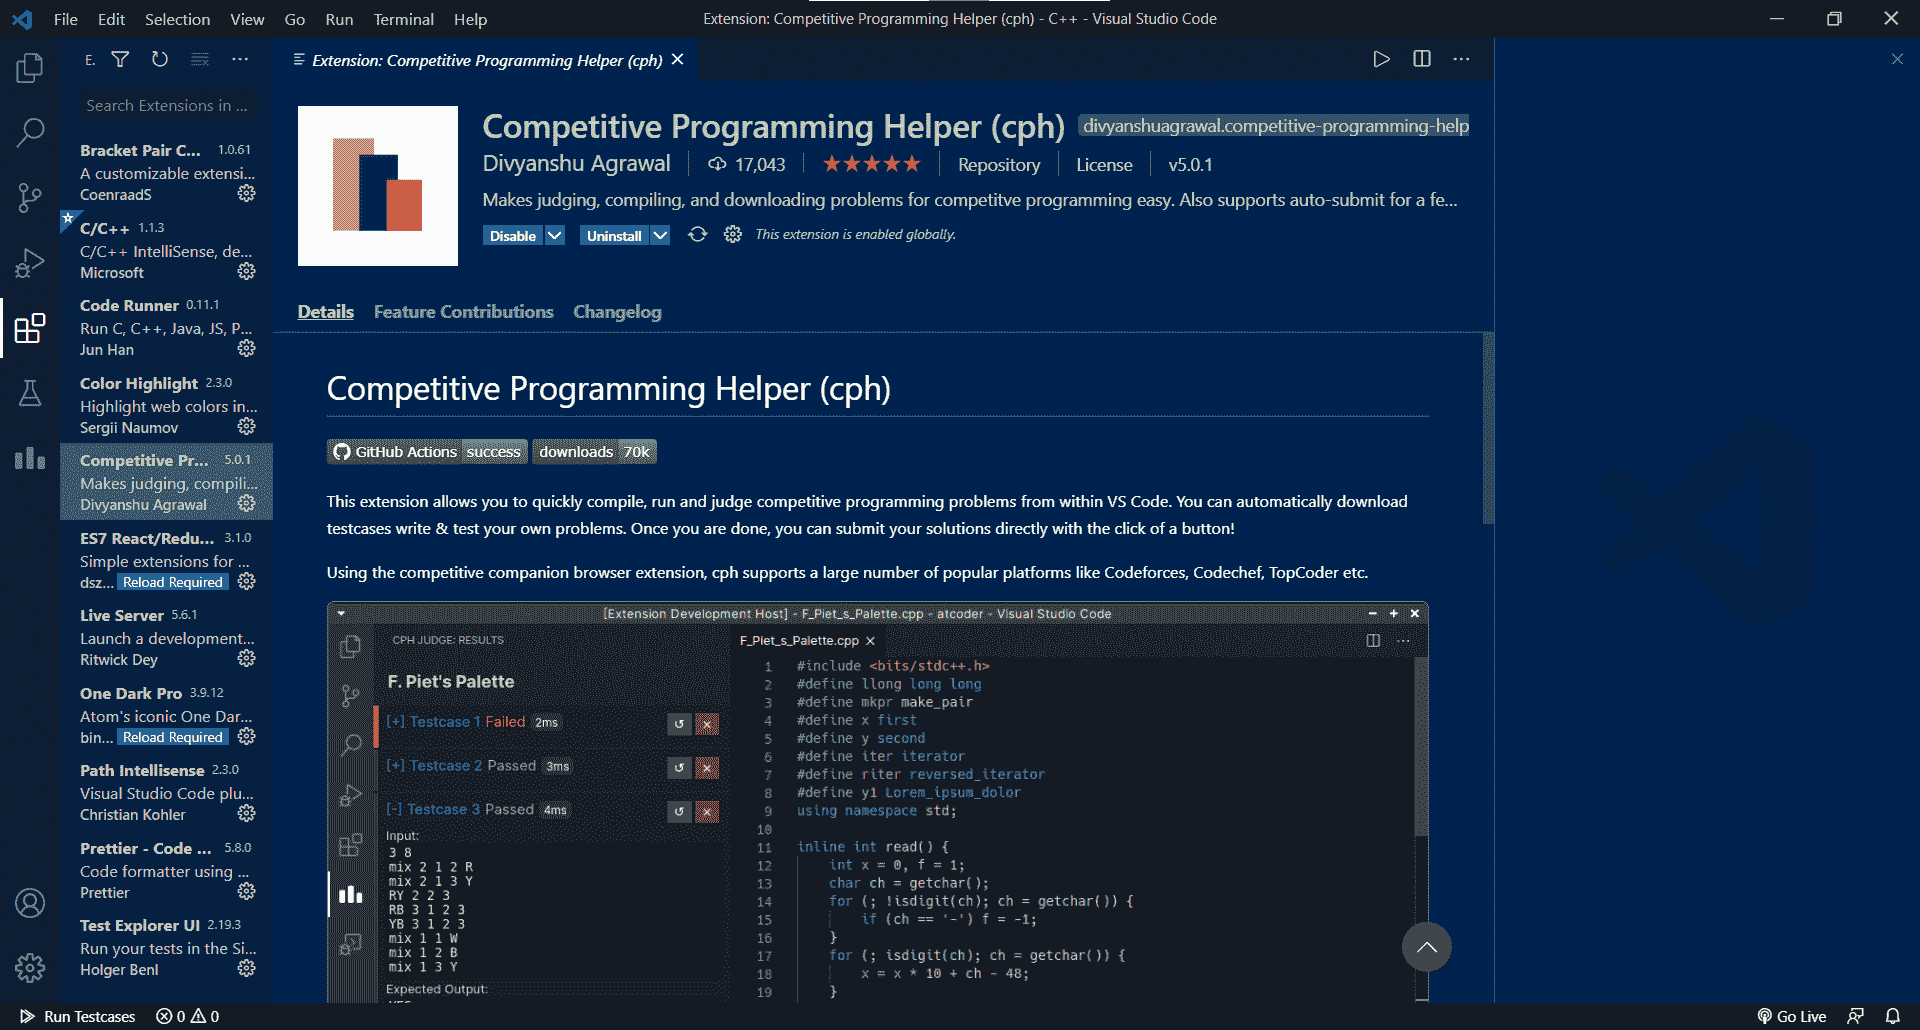 File Edit Selection View Go Run Terminal Help
Extension: Competitive Programming Helper (cph) - C++ - Visual Studio Code
E.
Extension: Competitive Programming Helper (cph)
Search Extensions in ...
Bracket Pair C... 1.0.61
A customizable extensi...
CoenraadS
C/C++ 1.1.3
C/C++ IntelliSense, de...
Microsoft
Code Runner 0.11.1
Run C, C++, Java, JS, P...
Jun Han
Color Highlight 2.3.0
Highlight web colors in...
Sergii Naumov
Competitive Pr... 5.0.1
Makes judging, compili...
Divyanshu Agrawal
ES7 React/Redu... 3.1.0
Simple extensions for ...
dsz... Reload Required
Live Server 5.6.1
Launch a development...
Ritwick Dey
One Dark Pro 3.9.12
Atom's iconic One Dar...
bin... Reload Required
Path Intellisense 2.3.0
Visual Studio Code plu...
Christian Kohler
Prettier - Code ... 5.8.0
Code formatter using ...
Prettier
Test Explorer UI 2.19.3
Run your tests in the Si...
Holger Benl
Competitive Programming Helper (cph) divyanshuagrawal.competitive-programming-help
Divyanshu Agrawal 17,043 ★★★★★ Repository License v5.0.1
Makes judging, compiling, and downloading problems for competitve programming easy. Also supports auto-submit for a fe...
Disable Uninstall This extension is enabled globally.
Details Feature Contributions Changelog
Competitive Programming Helper (cph)
GitHub Actions success downloads 70k
This extension allows you to quickly compile, run and judge competitive programming problems from within VS Code. You can automatically download
testcases write & test your own problems. Once you are done, you can submit your solutions directly with the click of a button!
Using the competitive companion browser extension, cph supports a large number of popular platforms like Codeforces, Codechef, TopCoder etc.
[Extension Development Host] - F_Piet_s_Palette.cpp - atcoder - Visual Studio Code
CPH JUDGE: RESULTS
F. Piet's Palette
[+] Testcase 1 Failed 2ms
[+] Testcase 2 Passed 3ms
[-] Testcase 3 Passed 4ms
Input:
3 8
mix 2 1 2 R
mix 2 1 3 Y
RY 2 2 3
RB 3 1 2 3
YB 3 1 2 3
mix 1 1 W
mix 1 2 B
mix 1 3 Y
Expected Output:
YES
F_Piet_s_Palette.cpp
1 #include <bits/stdc++.h>
2 #define llong long long
3 #define mkpr make_pair
4 #define x first
5 #define y second
6 #define iter iterator
7 #define riter reversed_iterator
8 #define y1 Lorem_ipsum_dolor
9 using namespace std;
10
11 inline int read() {
12 int x = 0, f = 1;
13 char ch = getchar();
14 for (; !isdigit(ch); ch = getchar()) {
15 if (ch == '-') f = -1;
16 }
17 for (; isdigit(ch); ch = getchar()) {
18 x = x * 10 + ch - 48;
19 }
Run Testcases 0 0
Go Live